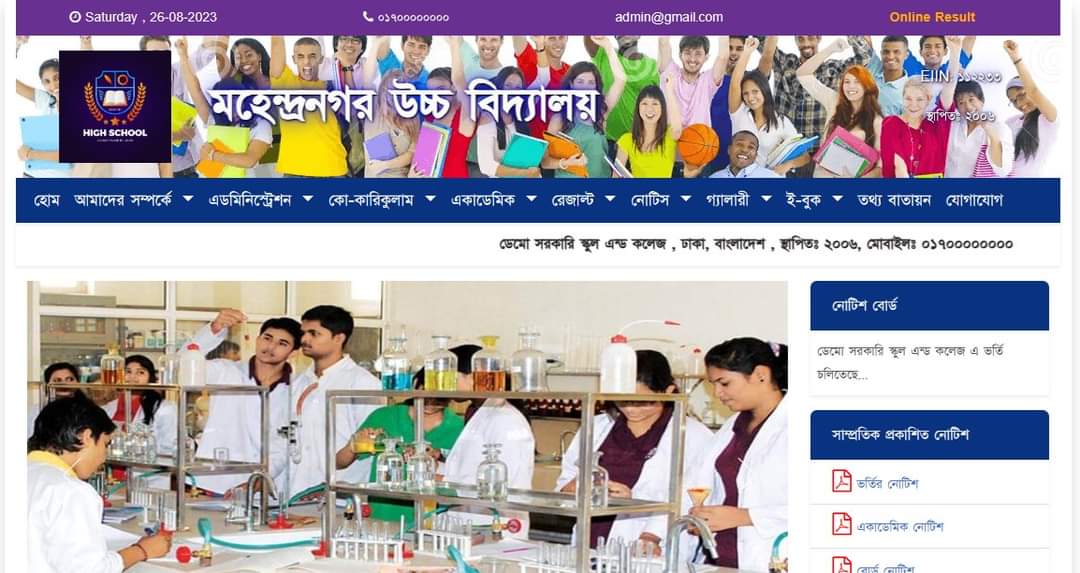 Saturday , 26-08-2023
০১৭০০০০০০০০
admin@gmail.com
Online Result
HIGH SCHOOL
মহেন্দ্রনগর উচ্চ বিদ্যালয়
EIIN ১১২২৩৩
স্থাপিতঃ ২০০৬
হোম আমাদের সম্পর্কে এডমিনিস্ট্রেশন কো-কারিকুলাম একাডেমিক রেজাল্ট নোটিস গ্যালারী ই-বুক তথ্য বাতায়ন যোগাযোগ
ডেমো সরকারি স্কুল এন্ড কলেজ , ঢাকা, বাংলাদেশ , স্থাপিতঃ ২০০৬, মোবাইলঃ ০১৭০০০০০০০০
নোটিশ বোর্ড
ডেমো সরকারি স্কুল এন্ড কলেজ এ ভর্তি
চলিতেছে...
সাম্প্রতিক প্রকাশিত নোটিশ
ভর্তির নোটিশ
একাডেমিক নোটিশ
বোর্ড নোটিশ